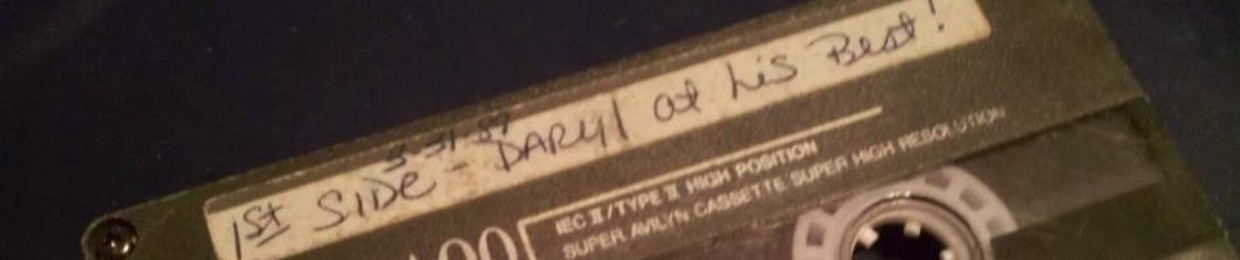 3-31-89
1st SIDE - DARYl at his Best!
IEC II/TYPE II HIGH POSITION
SUPER AVILYN CASSETTE SUPER HIGH RESOLUTION